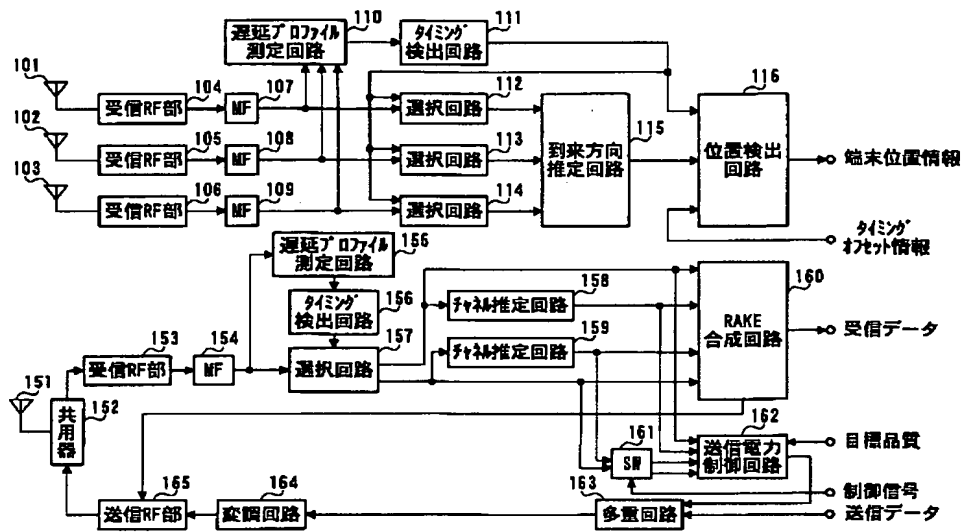 110
遅延プロファイル
測定回路
111
タイミング
検出回路
101
104
受信RF部
107
MF
112
選択回路
102
105
受信RF部
108
MF
113
選択回路
103
106
受信RF部
109
MF
114
選択回路
115
到来方向
推定回路
116
位置検出
回路
端末位置情報
タイミング
オフセット情報
155
遅延プロファイル
測定回路
156
タイミング
検出回路
157
選択回路
158
チャネル推定回路
159
チャネル推定回路
160
RAKE
合成回路
受信データ
153
受信RF部
154
MF
151
152
共用器
161
SW
162
送信電力
制御回路
目標品質
制御信号
163
多重回路
送信データ
164
変調回路
165
送信RF部